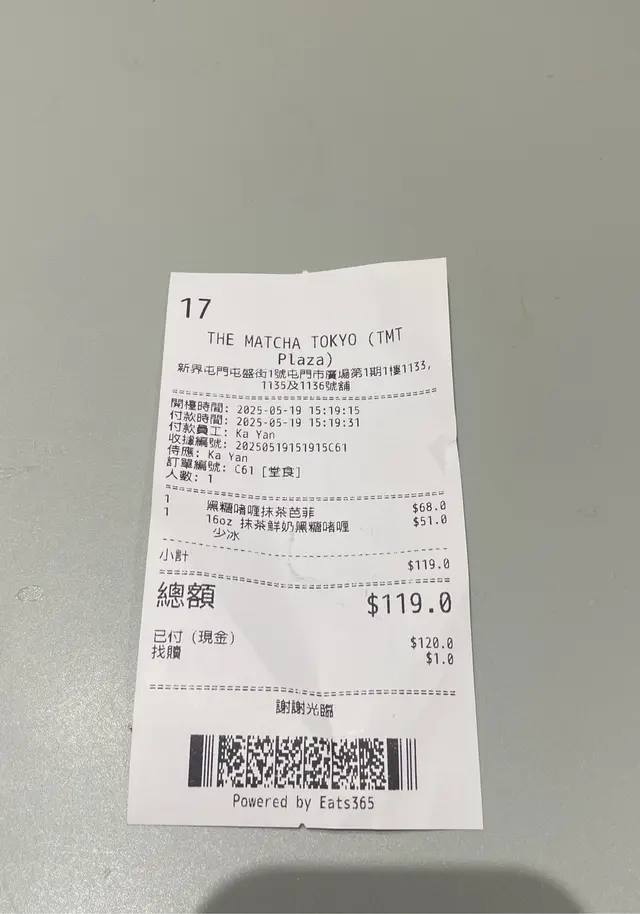 17
THE MATCHA TOKYO (TMT
Plaza)
新界屯門屯盛街1號屯門市廣場第1期1樓1133,
1135及1136號舖
開檯時間: 2025-05-19 15:19:15
付款時間: 2025-05-19 15:19:31
付款員工: Ka Yan
收據編號: 20250519151915C61
侍應: Ka Yan
訂單編號: C61 [堂食]
人數: 1
1 黑糖啫喱抹茶芭菲 $68.0
1 16oz 抹茶鮮奶黑糖啫喱 $51.0
少冰
小計 $119.0
總額 $119.0
已付 (現金) $120.0
找贖 $1.0
謝謝光臨
Powered by Eats365